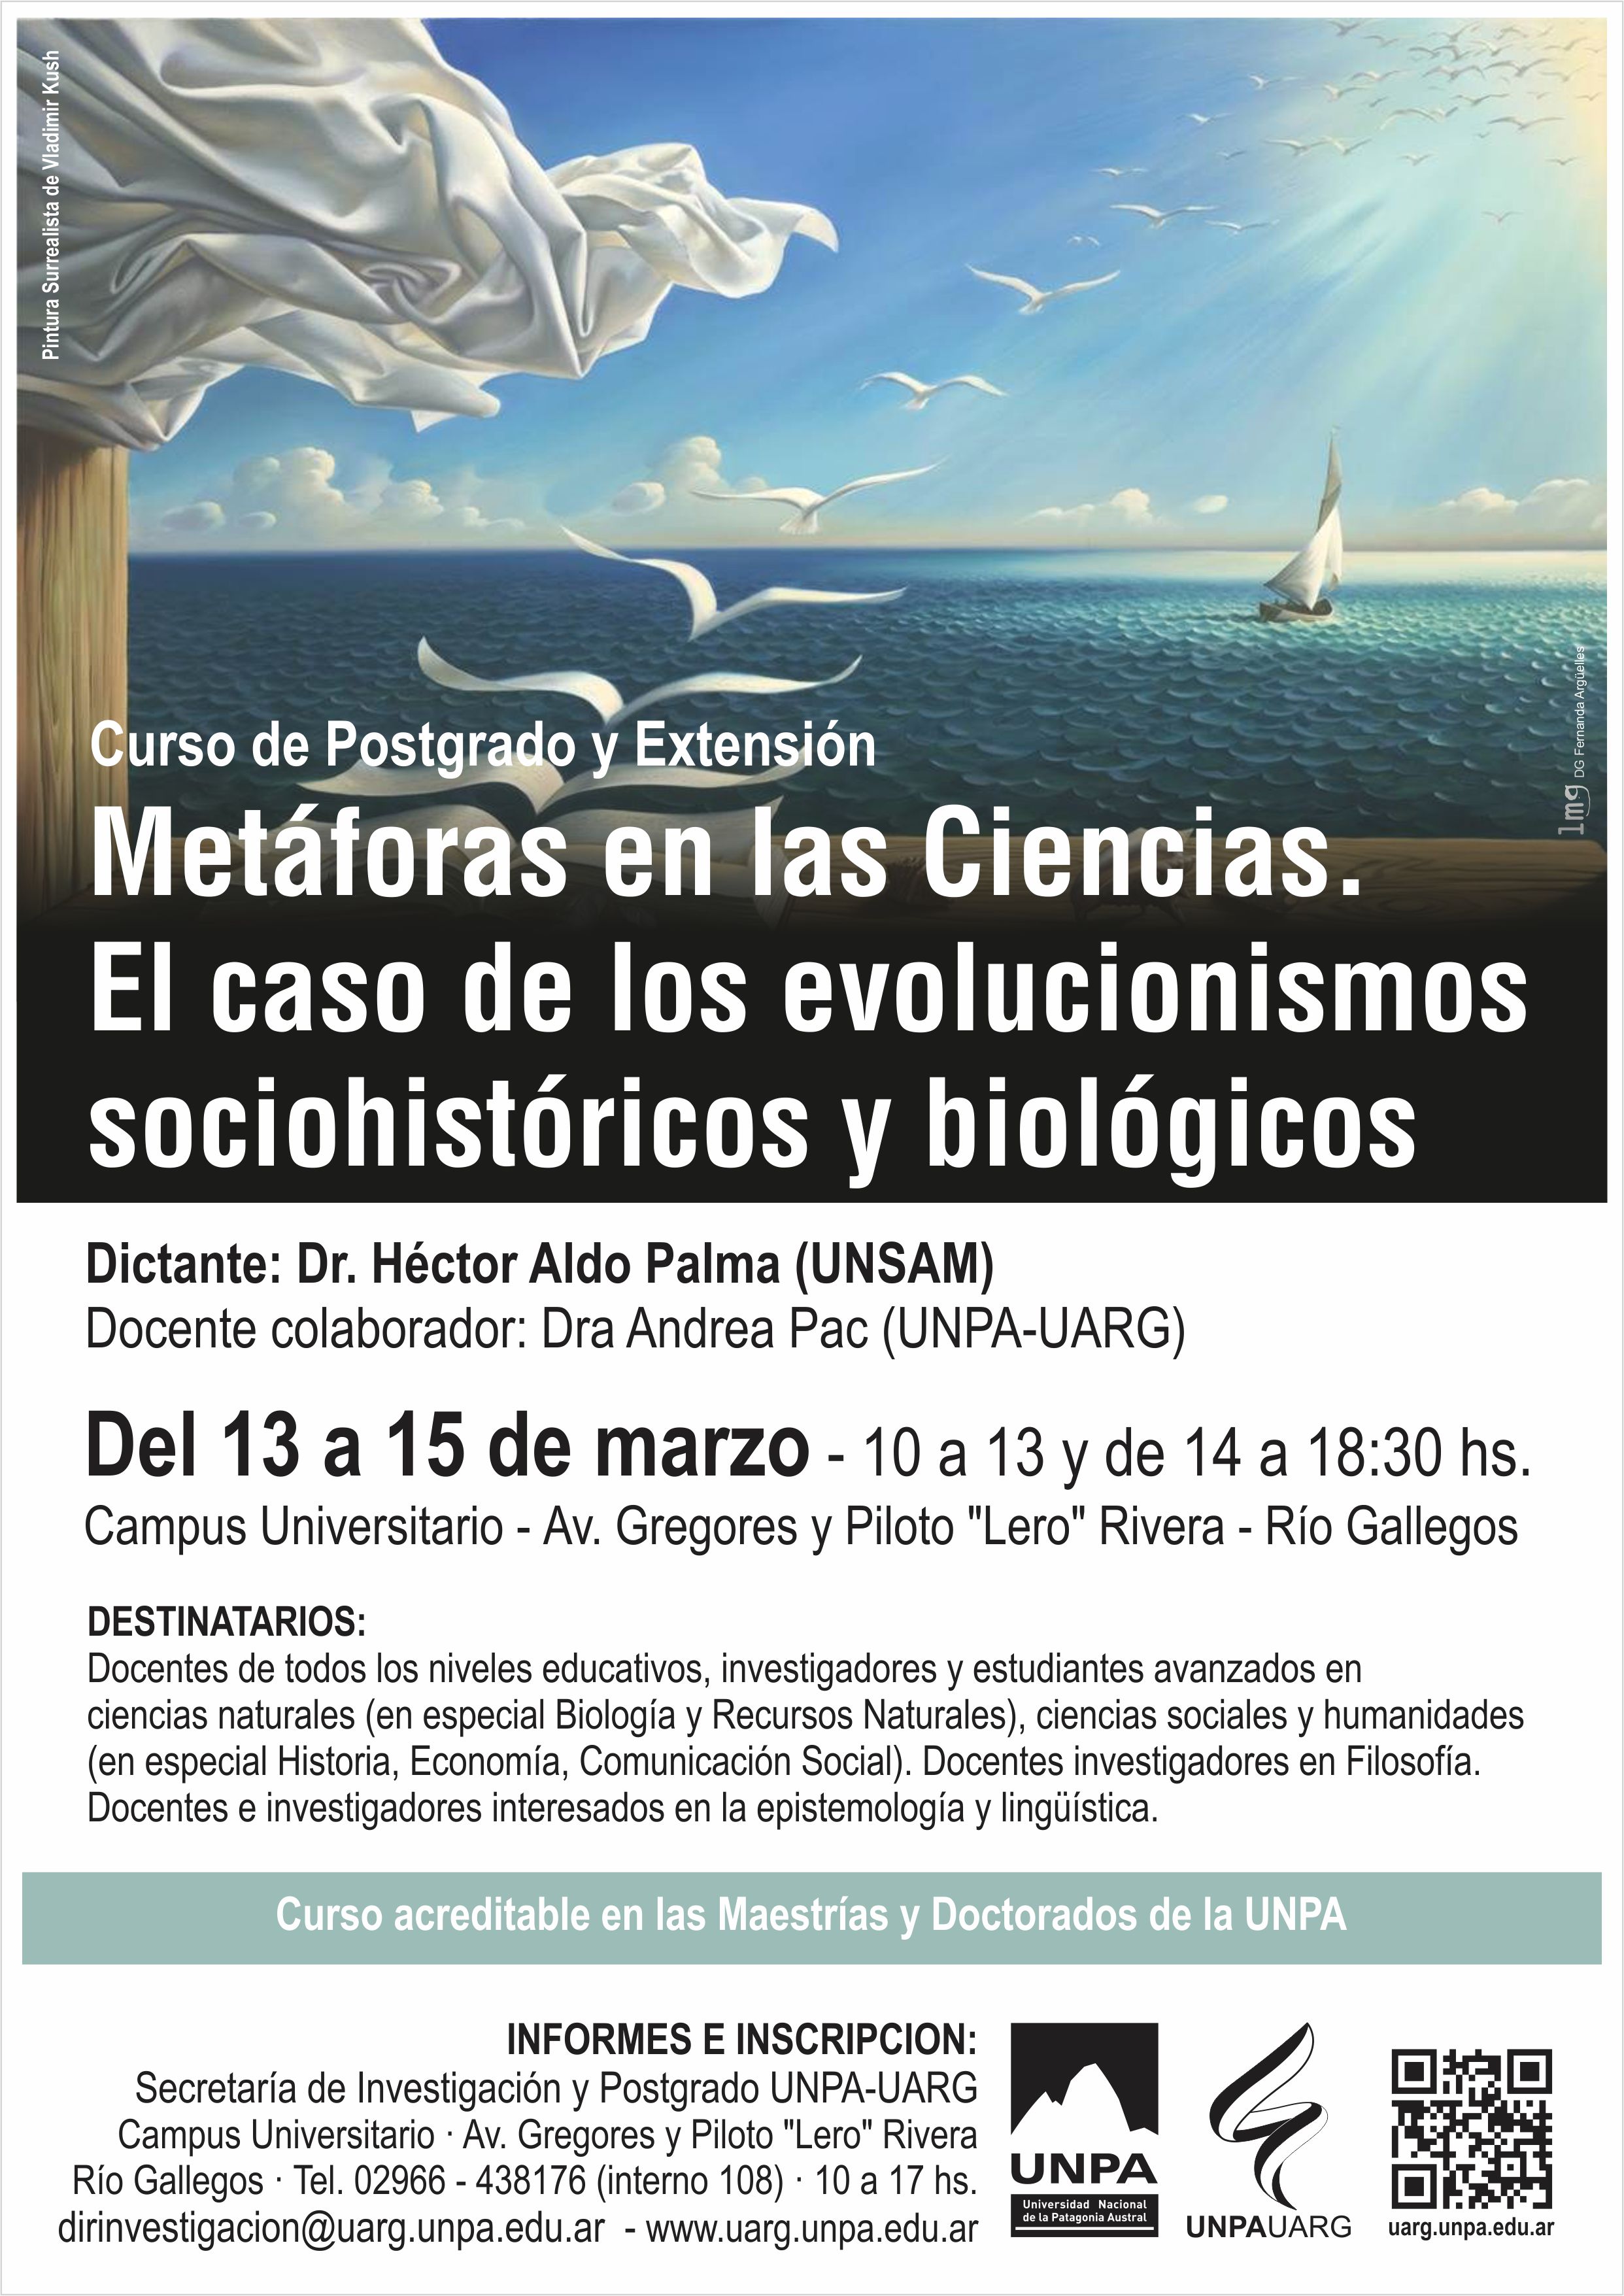 Pintura Surrealista de Vladimir Kush
lmg DG Fernanda Argüelles
Curso de Postgrado y Extensión
Metáforas en las Ciencias.
El caso de los evolucionismos
sociohistóricos y biológicos
Dictante: Dr. Héctor Aldo Palma (UNSAM)
Docente colaborador: Dra Andrea Pac (UNPA-UARG)
Del 13 a 15 de marzo - 10 a 13 y de 14 a 18:30 hs.
Campus Universitario - Av. Gregores y Piloto "Lero" Rivera - Río Gallegos
DESTINATARIOS:
Docentes de todos los niveles educativos, investigadores y estudiantes avanzados en
ciencias naturales (en especial Biología y Recursos Naturales), ciencias sociales y humanidades
(en especial Historia, Economía, Comunicación Social). Docentes investigadores en Filosofía.
Docentes e investigadores interesados en la epistemología y lingüística.
Curso acreditable en las Maestrías y Doctorados de la UNPA
INFORMES E INSCRIPCION:
Secretaría de Investigación y Postgrado UNPA-UARG
Campus Universitario · Av. Gregores y Piloto "Lero" Rivera
Río Gallegos · Tel. 02966 - 438176 (interno 108) · 10 a 17 hs.
dirinvestigacion@uarg.unpa.edu.ar - www.uarg.unpa.edu.ar
UNPA
Universidad Nacional
de la Patagonia Austral
UNPAUARG
uarg.unpa.edu.ar